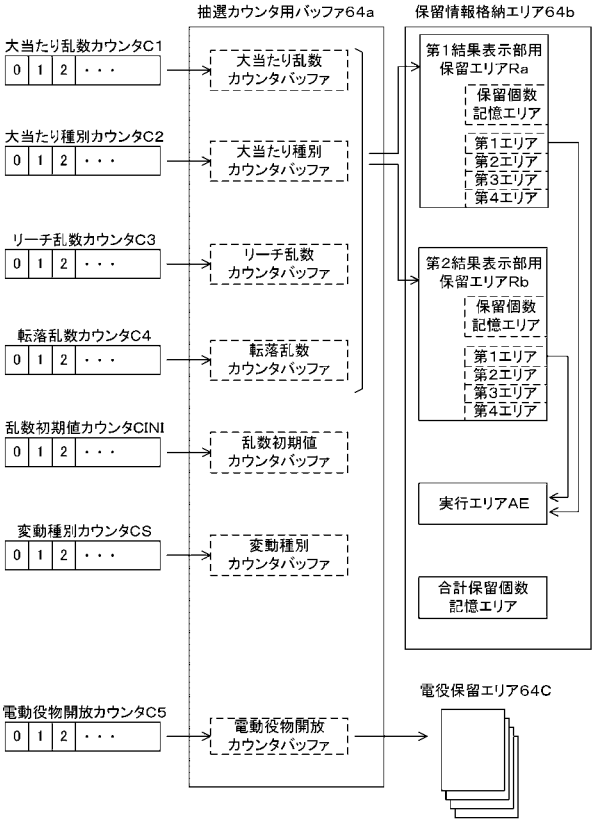 抽選カウンタ用バッファ64a
保留情報格納エリア64b
大当たり乱数カウンタC1
0 1 2 ・・・
大当たり乱数
カウンタバッファ
大当たり種別カウンタC2
0 1 2 ・・・
大当たり種別
カウンタバッファ
リーチ乱数カウンタC3
0 1 2 ・・・
リーチ乱数
カウンタバッファ
転落乱数カウンタC4
0 1 2 ・・・
転落乱数
カウンタバッファ
乱数初期値カウンタCINI
0 1 2 ・・・
乱数初期値
カウンタバッファ
変動種別カウンタCS
0 1 2 ・・・
変動種別
カウンタバッファ
電動役物開放カウンタC5
0 1 2 ・・・
電動役物開放
カウンタバッファ
第1結果表示部用
保留エリアRa
保留個数
記憶エリア
第1エリア
第2エリア
第3エリア
第4エリア
第2結果表示部用
保留エリアRb
保留個数
記憶エリア
第1エリア
第2エリア
第3エリア
第4エリア
実行エリアAE
合計保留個数
記憶エリア
電役保留エリア64C